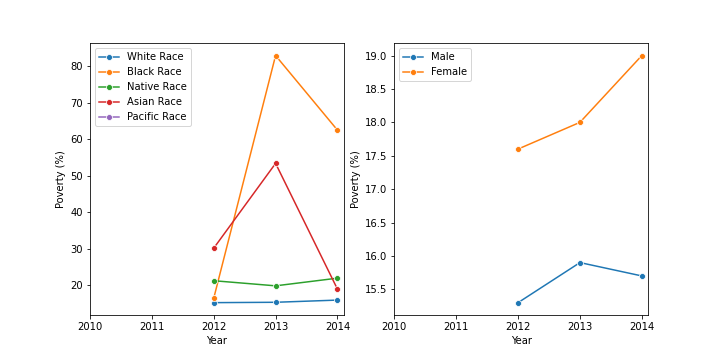 White Race
Black Race
Native Race
Asian Race
Pacific Race
80
70
60
50
40
30
20
Poverty (%)
2010 2011 2012 2013 2014
Year
Male
Female
19.0
18.5
18.0
17.5
17.0
16.5
16.0
15.5
Poverty (%)
2010 2011 2012 2013 2014
Year